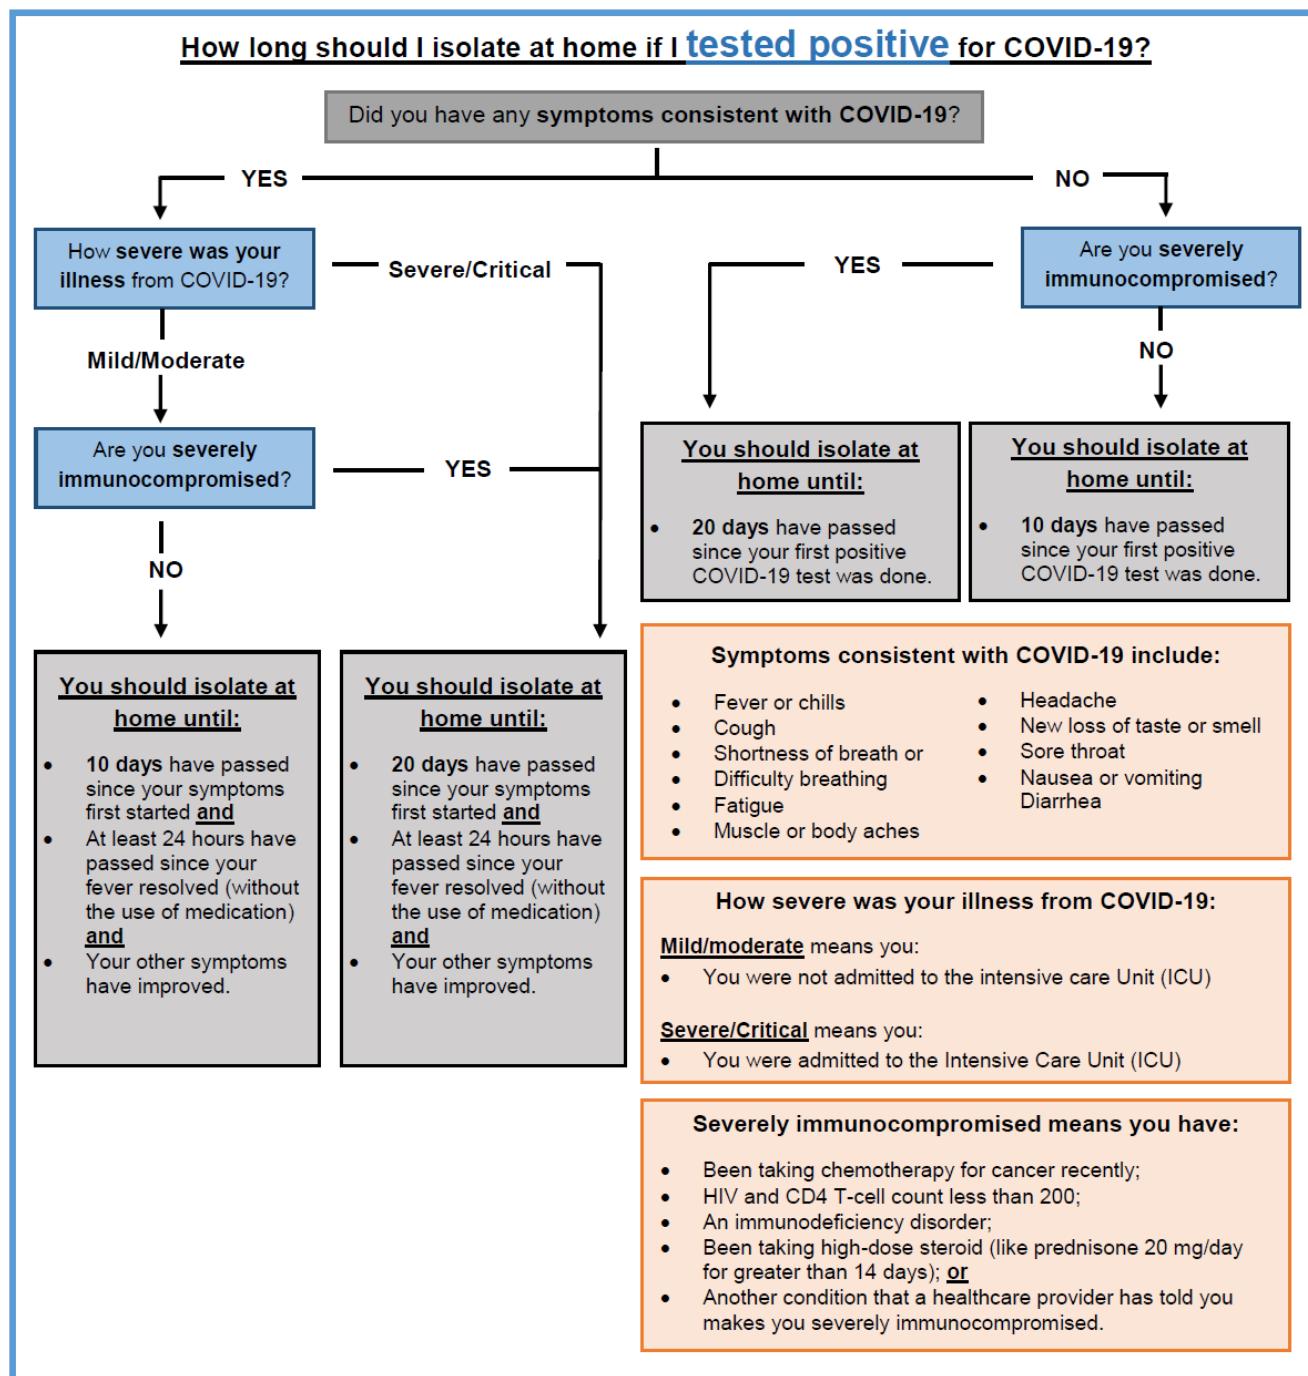 How long should I isolate at home if I tested positive for COVID-19?
Did you have any symptoms consistent with COVID-19?
YES
NO
How severe was your
illness from COVID-19?
Severe/Critical
YES
Are you severely
immunocompromised?
Mild/Moderate
NO
Are you severely
immunocompromised?
YES
NO
You should isolate at
home until:
• 20 days have passed
since your first positive
COVID-19 test was done.
You should isolate at
home until:
• 10 days have passed
since your first positive
COVID-19 test was done.
You should isolate at
home until:
• 10 days have passed
since your symptoms
first started and
• At least 24 hours have
passed since your
fever resolved (without
the use of medication)
and
• Your other symptoms
have improved.
You should isolate at
home until:
• 20 days have passed
since your symptoms
first started and
• At least 24 hours have
passed since your
fever resolved (without
the use of medication)
and
• Your other symptoms
have improved.
Symptoms consistent with COVID-19 include:
• Fever or chills
• Cough
• Shortness of breath or
• Difficulty breathing
• Fatigue
• Muscle or body aches
• Headache
• New loss of taste or smell
• Sore throat
• Nausea or vomiting
Diarrhea
How severe was your illness from COVID-19:
Mild/moderate means you:
• You were not admitted to the intensive care Unit (ICU)
Severe/Critical means you:
• You were admitted to the Intensive Care Unit (ICU)
Severely immunocompromised means you have:
• Been taking chemotherapy for cancer recently;
• HIV and CD4 T-cell count less than 200;
• An immunodeficiency disorder;
• Been taking high-dose steroid (like prednisone 20 mg/day
for greater than 14 days); or
• Another condition that a healthcare provider has told you
makes you severely immunocompromised.